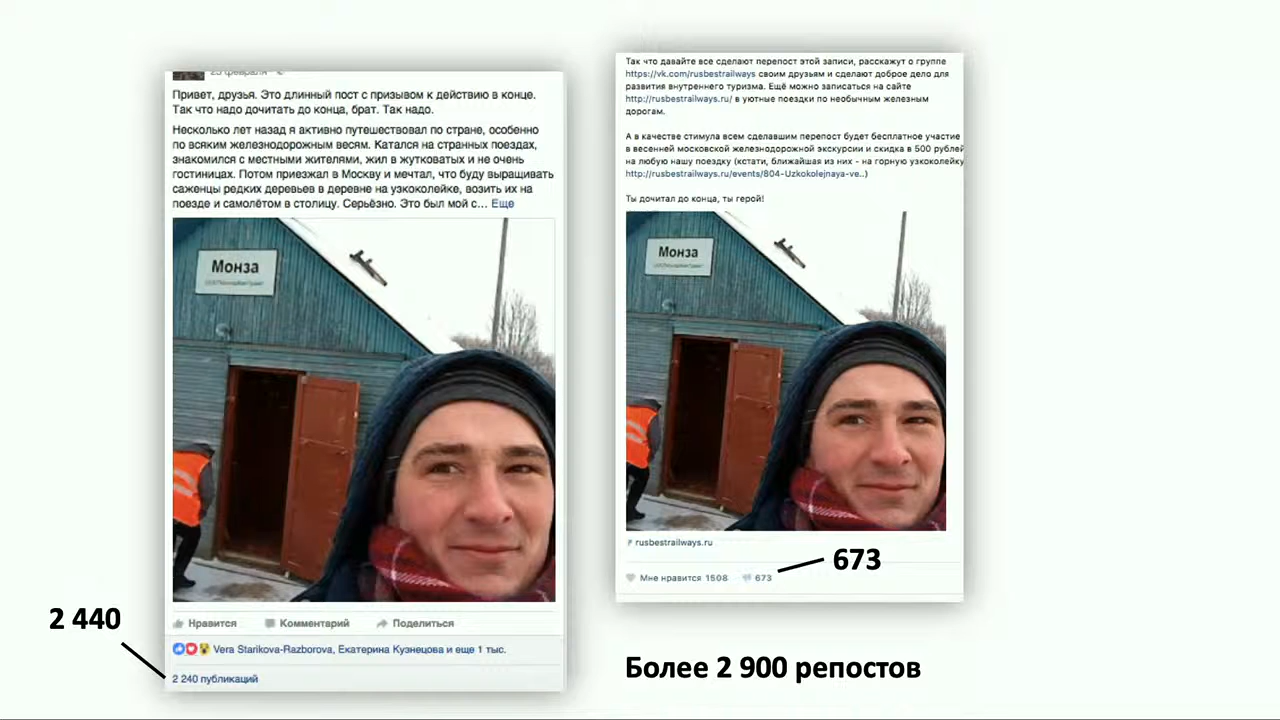 23 февраля
Привет, друзья. Это длинный пост с призывом к действию в конце.
Так что надо дочитать до конца, брат. Так надо.
Несколько лет назад я активно путешествовал по стране, особенно
по всяким железнодорожным весям. Катался на странных поездах,
знакомился с местными жителями, жил в жутковатых и не очень
гостиницах. Потом приезжал в Москву и мечтал, что буду выращивать
саженцы редких деревьев в деревне на узкоколейке, возить их на
поезде и самолётом в столицу. Серьёзно. Это был мой с... Еще
Монза
Нравится Комментарий Поделиться
Vera Starikova-Razborova, Екатерина Кузнецова и еще 1 тыс.
2 240 публикаций
2 440
Так что давайте все сделают перепост этой записи, расскажут о группе
https://vk.com/rusbestrailways своим друзьям и сделают доброе дело для
развития внутреннего туризма. Ещё можно записаться на сайте
http://rusbestrailways.ru/ в уютные поездки по необычным железным
дорогам.
А в качестве стимула всем сделавшим перепост будет бесплатное участие
в весенней московской железнодорожной экскурсии и скидка в 500 рублей
на любую нашу поездку (кстати, ближайшая из них - на горную узкоколейку
http://rusbestrailways.ru/events/804-Uzkokolejnaya-ve..)
Ты дочитал до конца, ты герой!
Монза
rusbestrailways.ru
Мне нравится 1508 673
673
Более 2 900 репостов